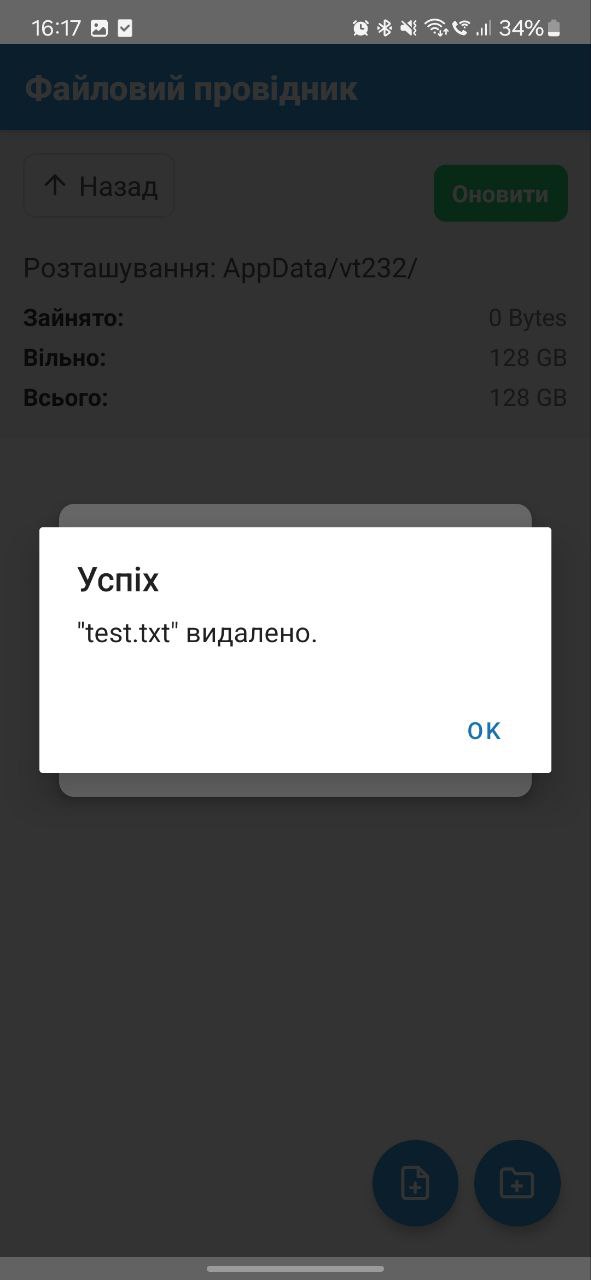 16:17 34%
Файловий провідник
Назад
Оновити
Розташування: AppData/vt232/
Зайнято: 0 Bytes
Вільно: 128 GB
Всього: 128 GB
Успіх
"test.txt" видалено.
OK